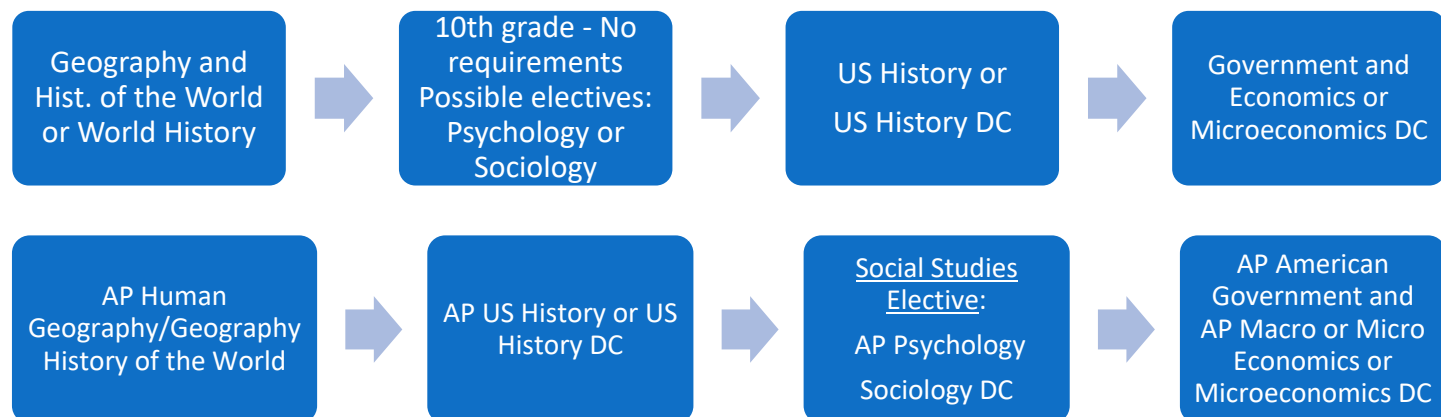 Geography and
Hist. of the World
or World History
10th grade - No
requirements
Possible electives:
Psychology or
Sociology
US History or
US History DC
Government and
Economics or
Microeconomics DC
AP Human
Geography/Geography
History of the World
AP US History or US
History DC
Social Studies
Elective:
AP Psychology
Sociology DC
AP American
Government and
AP Macro or Micro
Economics or
Microeconomics DC